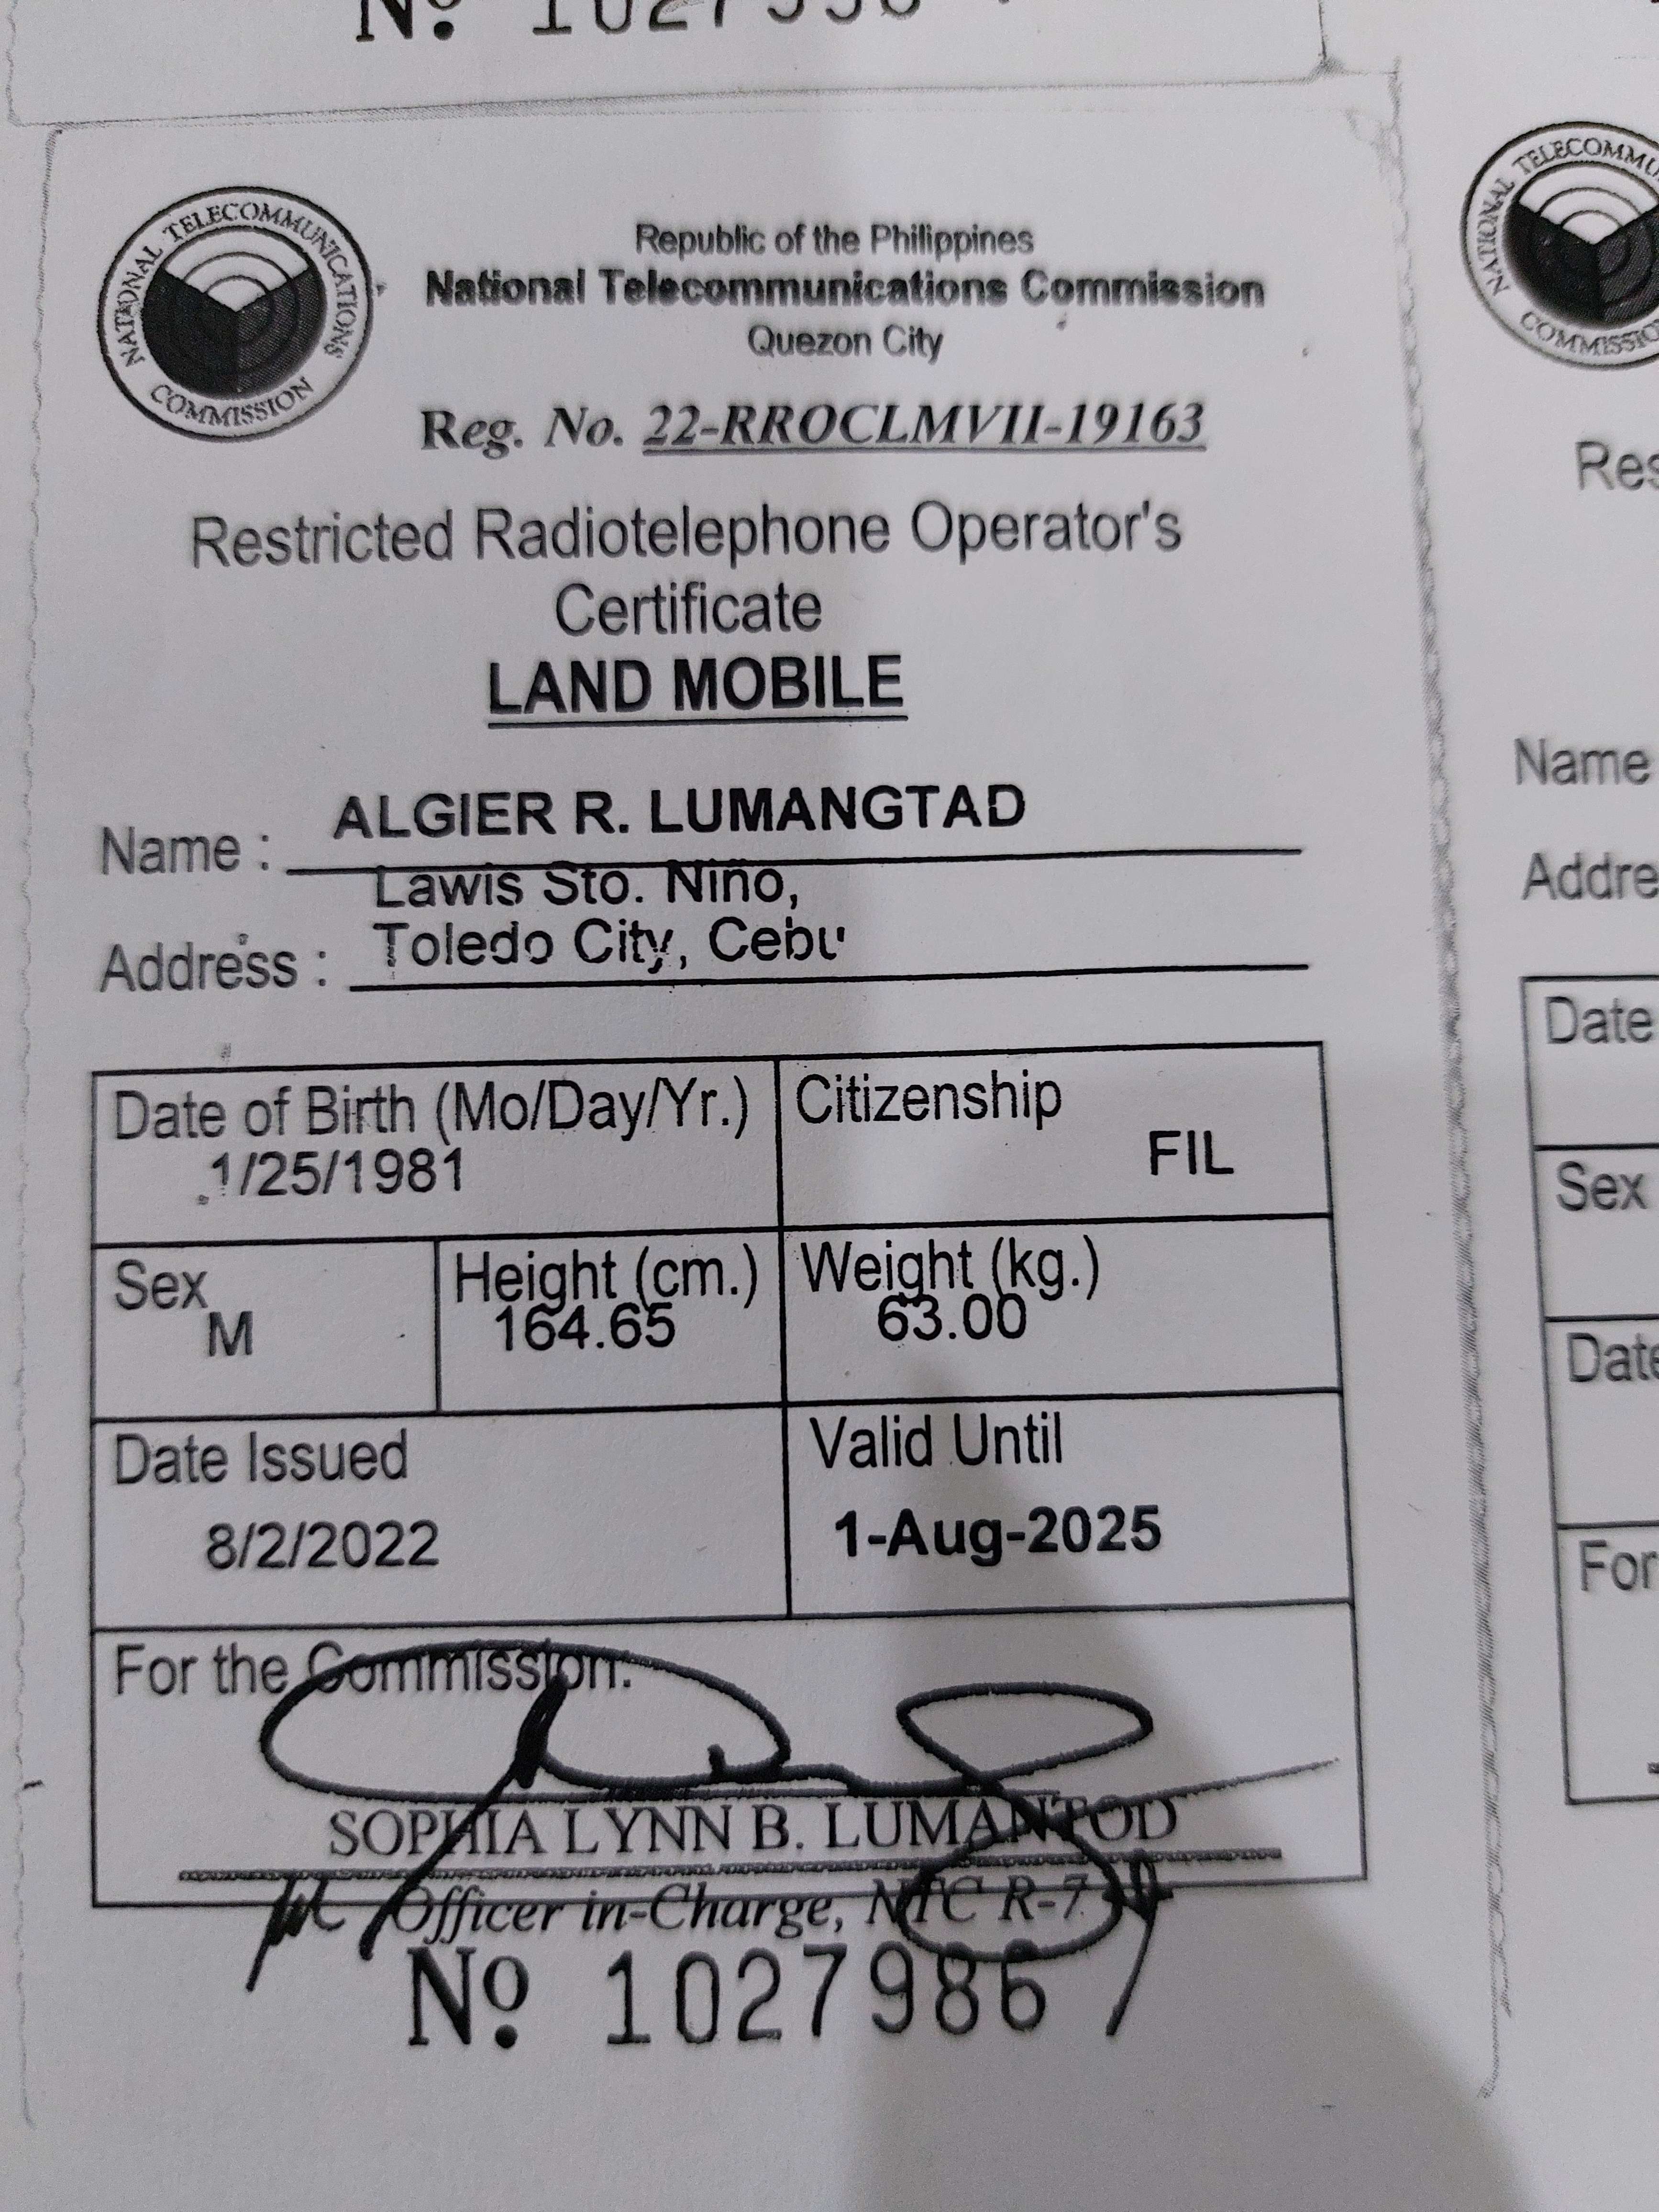 Nº 1027
NATIONAL TELECOMMUNICATIONS COMMISSION
Republic of the Philippines
National Telecommunications Commission
Quezon City
Reg. No. 22-RROCLMVII-19163
Restricted Radiotelephone Operator's
Certificate
LAND MOBILE
Name : ALGIER R. LUMANGTAD
Lawis Sto. Niño,
Address : Toledo City, Cebu
Date of Birth (Mo/Day/Yr.) Citizenship
1/25/1981 FIL
Sex Height (cm.) Weight (kg.)
M 164.65 63.00
Date Issued Valid Until
8/2/2022 1-Aug-2025
For the Commission:
SOPHIA LYNN B. LUMANTOD
Officer in-Charge, NTC R-7
Nº 1027986
NATIONAL TELECOMMU
COMMISSIO
Res
Name
Addre
Date
Sex
Date
For